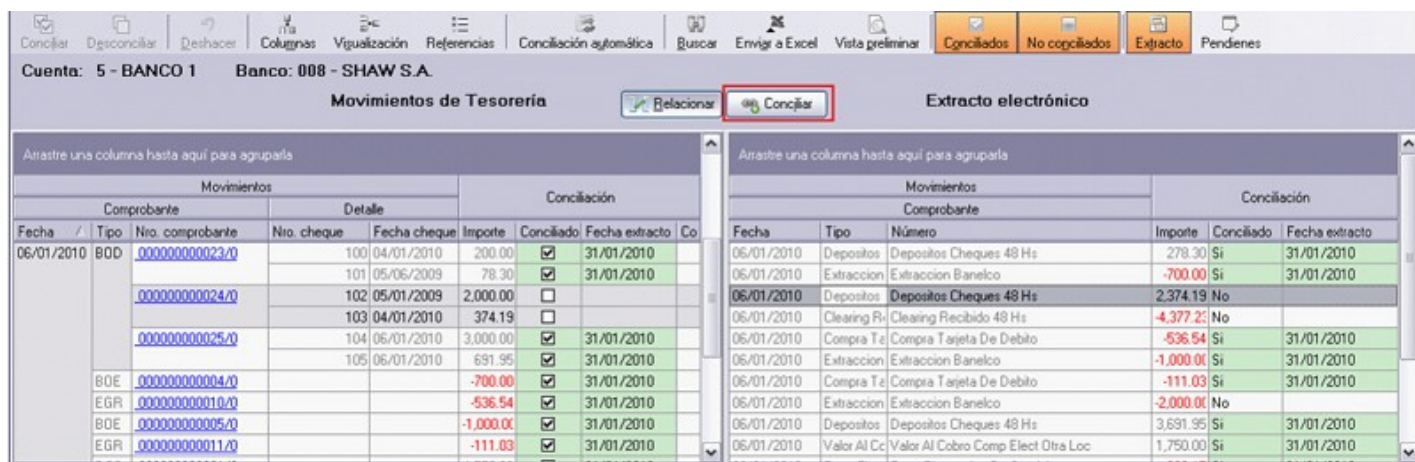 Conciliar Desconciliar Deshacer Columnas Visualización Referencias Conciliación automática Buscar Enviar a Excel Vista preliminar Conciliados No conciliados Extracto Pendienes
Cuenta: 5 - BANCO 1 Banco: 008 - SHAW S.A.
Movimientos de Tesorería Relacionar Conciliar Extracto electrónico
Arrastre una columna hasta aquí para agruparla Arrastre una columna hasta aquí para agruparla
Movimientos Conciliación Movimientos Conciliación
Comprobante Detalle Comprobante
Fecha Tipo Nro. comprobante Nro. cheque Fecha cheque Importe Conciliado Fecha extracto Co Fecha Tipo Número Importe Conciliado Fecha extracto
06/01/2010 BOD 000000000023/0 100 04/01/2010 200.00 31/01/2010 06/01/2010 Depositos Depositos Cheques 48 Hs 278.30 Si 31/01/2010
101 05/06/2009 78.30 31/01/2010 06/01/2010 Extraccion Extraccion Banelco -700.00 Si 31/01/2010
000000000024/0 102 05/01/2009 2,000.00 06/01/2010 Depositos Depositos Cheques 48 Hs 2,374.19 No
103 04/01/2010 374.19 06/01/2010 Clearing R Clearing Recibido 48 Hs -4,377.23 No
000000000025/0 104 06/01/2010 3,000.00 31/01/2010 06/01/2010 Compra Ta Compra Tarjeta De Debito -536.54 Si 31/01/2010
105 06/01/2010 691.95 31/01/2010 06/01/2010 Extraccion Extraccion Banelco -1,000.00 Si 31/01/2010
BOE 000000000004/0 -700.00 31/01/2010 06/01/2010 Compra Ta Compra Tarjeta De Debito -111.03 Si 31/01/2010
EGR 000000000010/0 -536.54 31/01/2010 06/01/2010 Extraccion Extraccion Banelco -2,000.00 No
BOE 000000000005/0 -1,000.00 31/01/2010 06/01/2010 Depositos Depositos Cheques 48 Hs 3,691.95 Si 31/01/2010
EGR 000000000011/0 -111.03 31/01/2010 06/01/2010 Valor Al Cc Valor Al Cobro Comp Elect Otra Loc 1,750.00 Si 31/01/2010